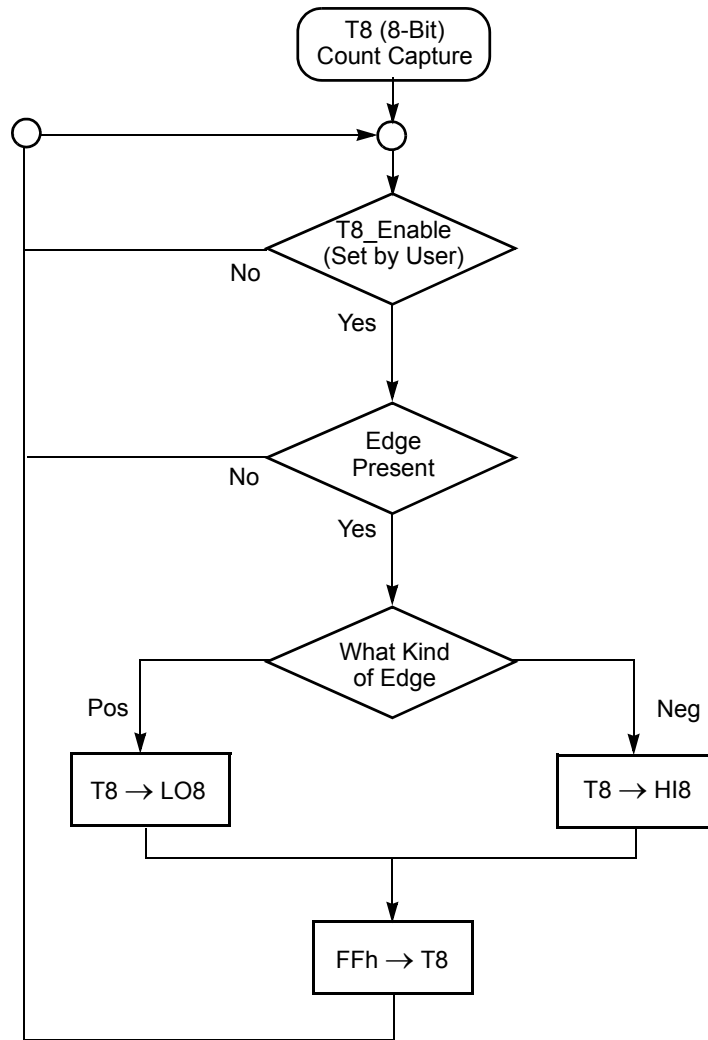 T8 (8-Bit)
Count Capture
T8_Enable
(Set by User)
No
Yes
Edge
Present
No
Yes
What Kind
of Edge
Pos
Neg
T8 → LO8
T8 → HI8
FFh → T8